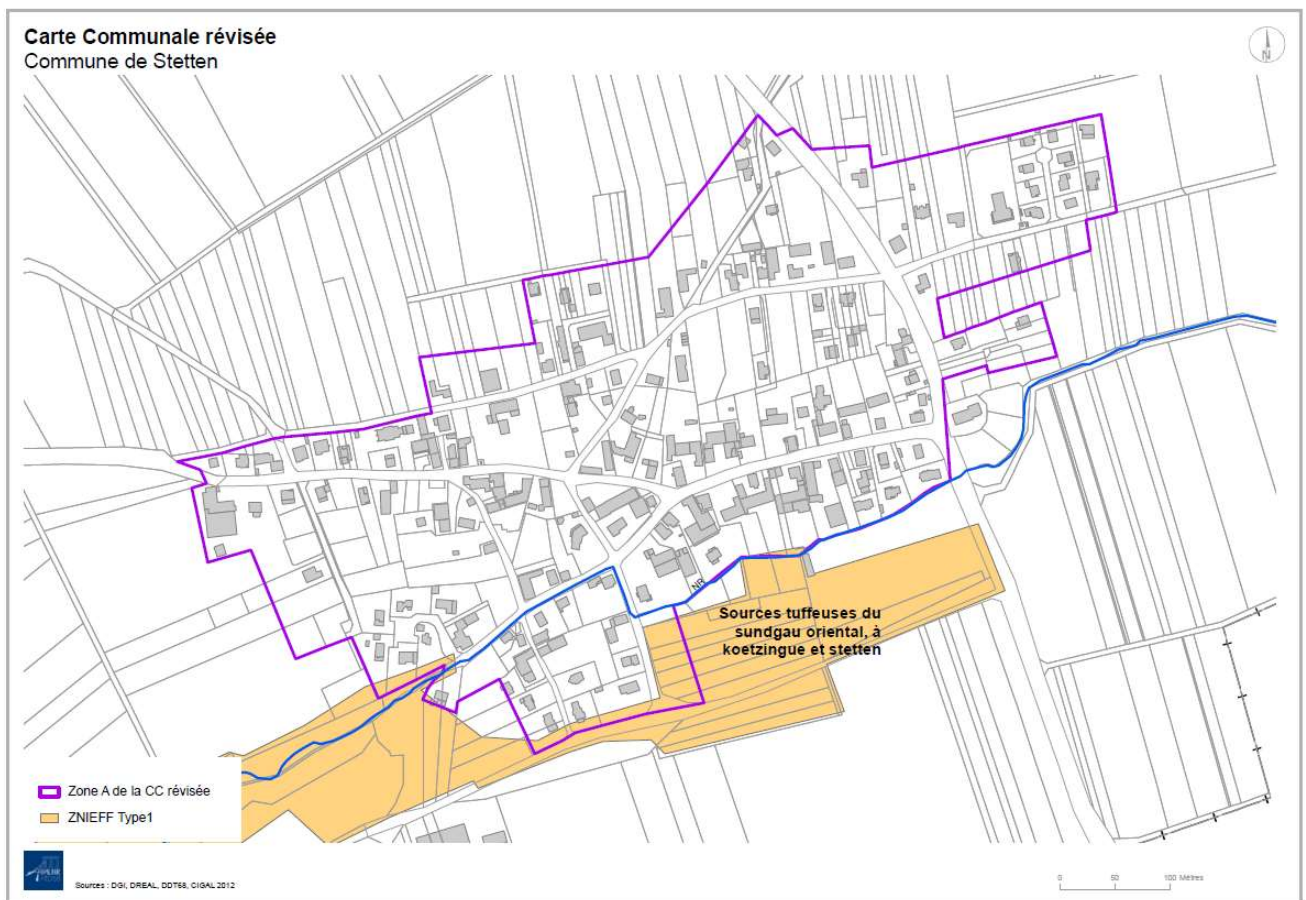 Carte Communale révisée
Commune de Stetten
N
NR
Sources tuffeuses du
sundgau oriental, à
koetzingue et stetten
Zone A de la CC révisée
ZNIEFF Type1
Sources : DGI, DREAL, DDT68, CIGAL 2012
0 50 100 Mètres